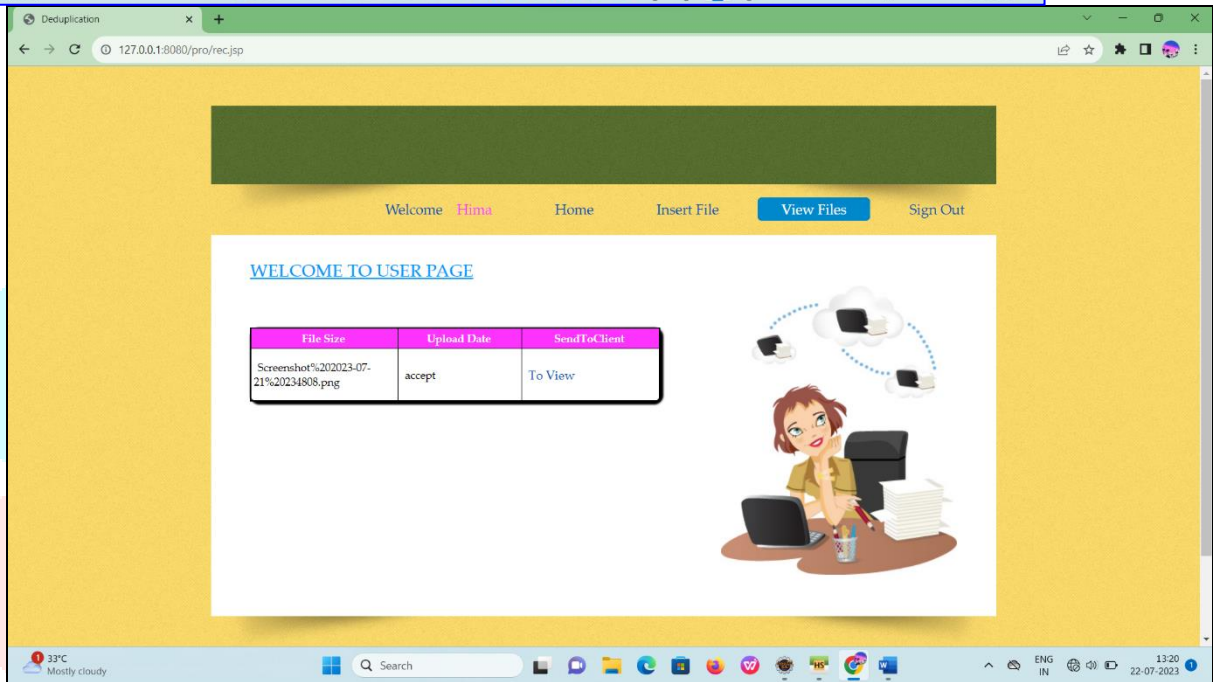 Deduplication
127.0.0.1:8080/pro/rec.jsp
Welcome Hima Home Insert File View Files Sign Out
WELCOME TO USER PAGE
File Size Upload Date SendToClient
Screenshot%202023-07-
21%20234808.png accept To View
1 33°C
Mostly cloudy
Search
ENG
IN
13:20
22-07-2023
1